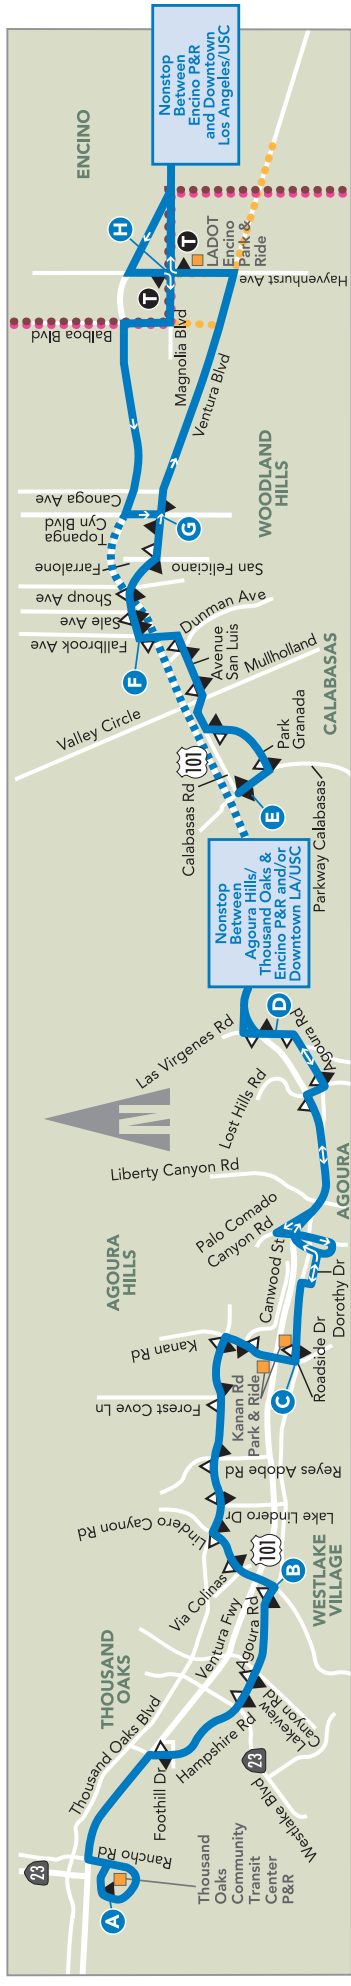 23
A
Thousand
Oaks
Community
Transit
Center
P&R
Rancho Rd
Thousand Oaks Blvd
THOUSAND
OAKS
Foothill Dr
Hampshire Rd
23
Westlake Blvd
Lakeview
Canyon Rd
Agoura Rd
Ventura Fwy
101
B
WESTLAKE
VILLAGE
Via Colinas
Lindero Caynon Rd
Lake Lindero
Dr
Reyes Adobe Rd
Forest Cove Ln
Kanan Rd
Kanan Rd
Park & Ride
C
Roadside Dr
Dorothy Dr
Canwood St
AGOURA
HILLS
Palo Comado
Canyon Rd
AGOURA
Liberty Canyon Rd
Lost Hills Rd
Las Virgenes Rd
Agoura Rd
D
N
Nonstop
Between
Agoura Hills/
Thousand Oaks &
Encino P&R and/or
Downtown LA/USC
E
Parkway Calabasas
Park
Granada
Calabasas Rd
101
CALABASAS
Valley Circle
Mullholland
Avenue
San Luis
Dunman Ave
F
Fallbrook Ave
Sale Ave
Shoup Ave
Farralone
San Feliciano
Topanga
Cyn Blvd
Canoga Ave
G
WOODLAND
HILLS
Ventura Blvd
Magnolia Blvd
Balboa Blvd
T
H
T
LADOT
Encino
Park &
Ride
Hayvenhurst Ave
ENCINO
Nonstop
Between
Encino P&R
and Downtown
Los Angeles/USC